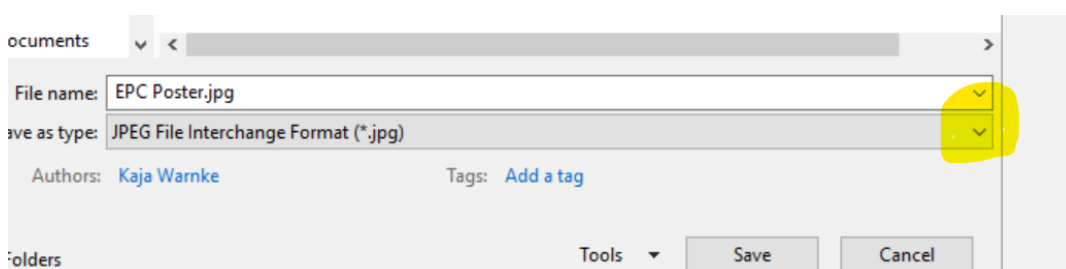 ocuments
File name: EPC Poster.jpg
ave as type: JPEG File Interchange Format (*.jpg)
Authors: Kaja Warnke Tags: Add a tag
Folders Tools Save Cancel